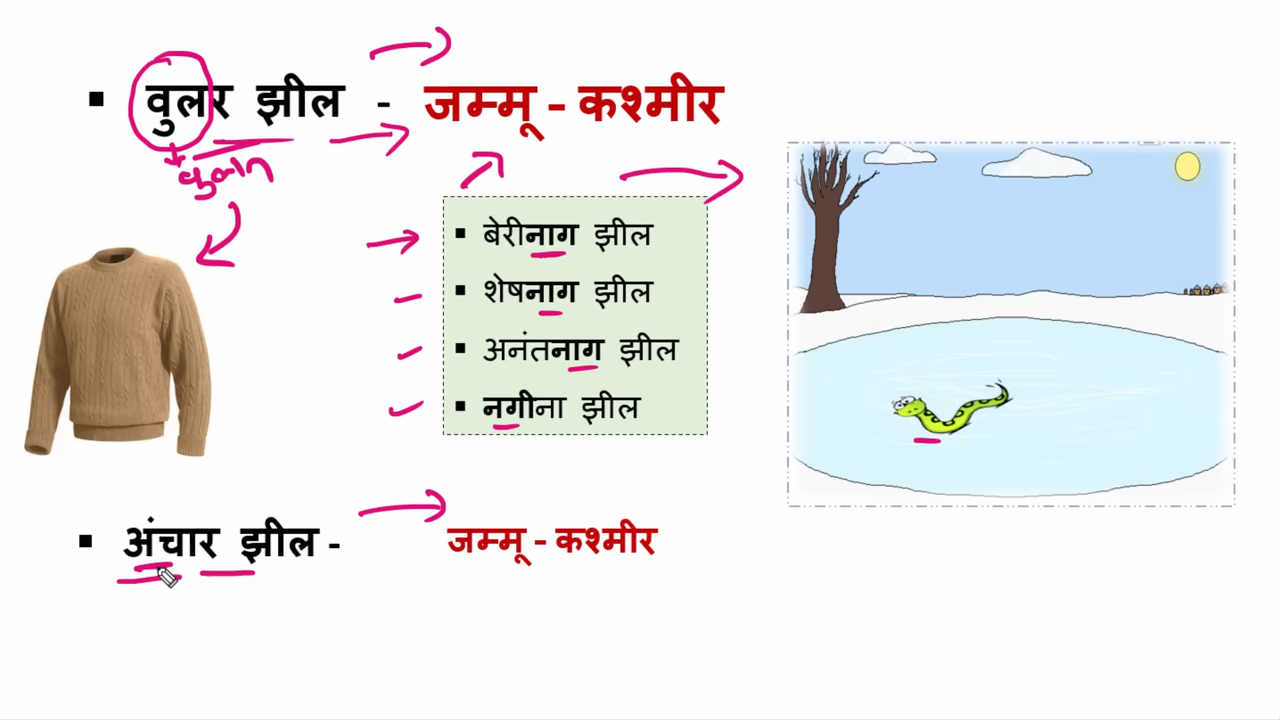 ▪ वुलर झील - जम्मू - कश्मीर
▪ बेरीनाग झील
▪ शेषनाग झील
▪ अनंतनाग झील
▪ नगीना झील
▪ अंचार झील - जम्मू - कश्मीर